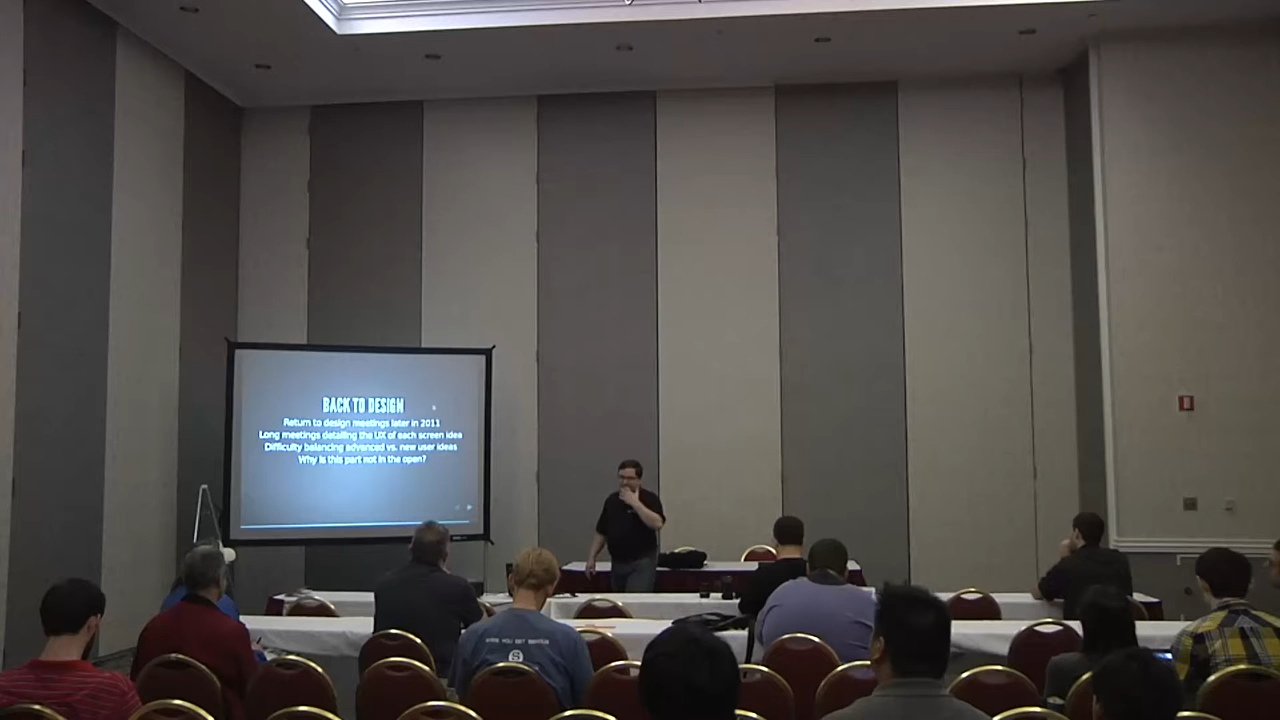 BACK TO DESIGN
Return to design meetings later in 2011
Long meetings detailing the UX of each screen idea
Difficulty balancing advanced vs. new user ideas
Why is this part not in the open?